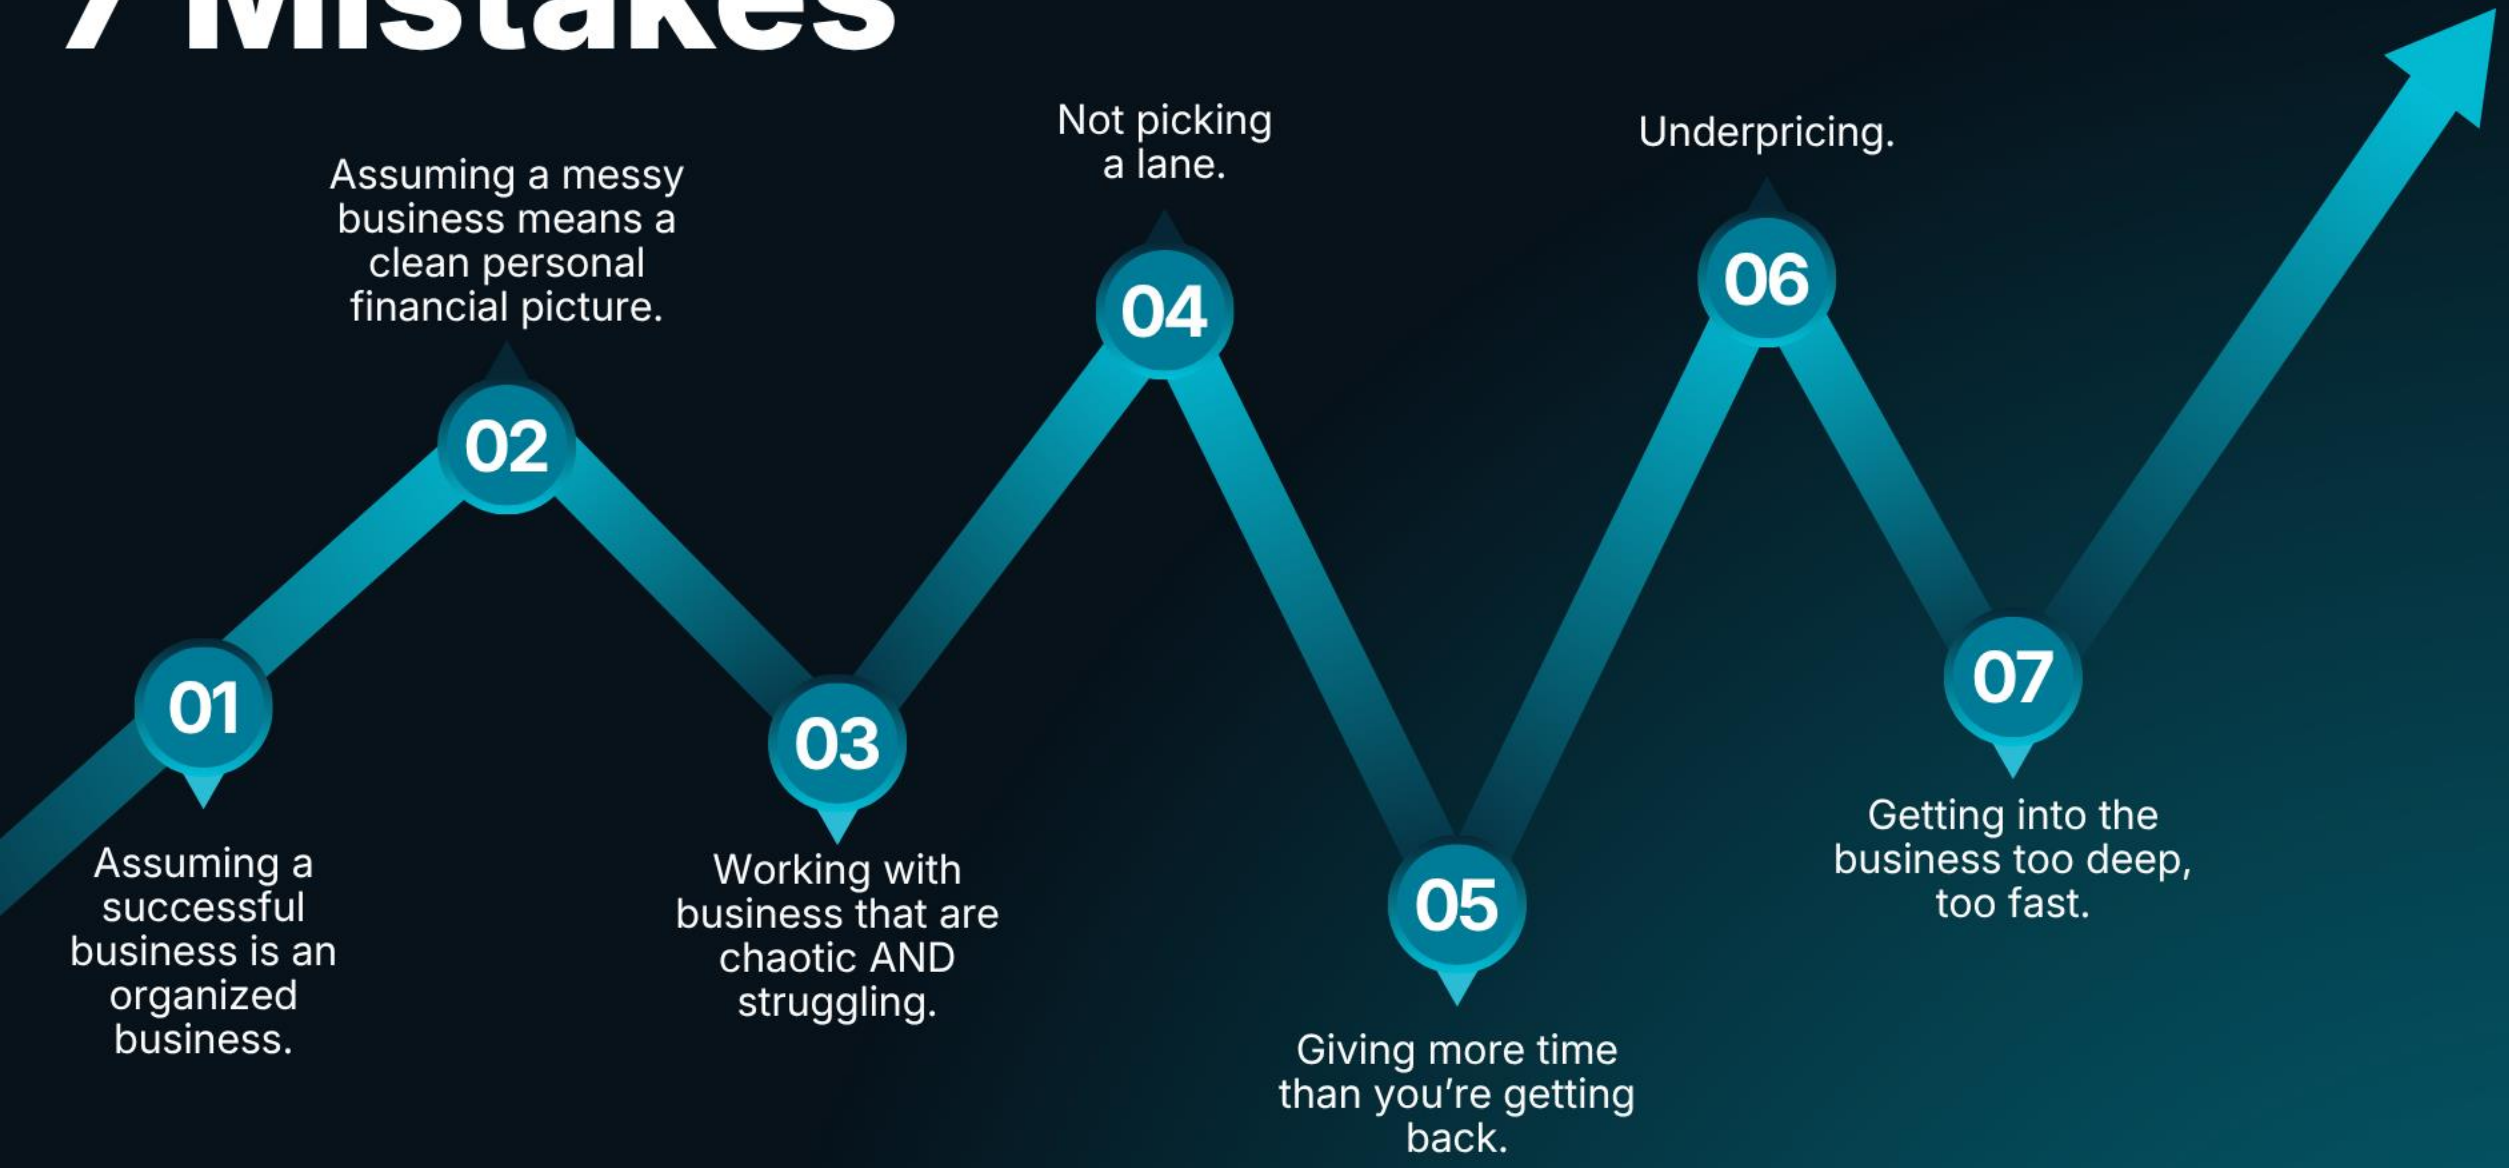 7 Mistakes
01
Assuming a
successful
business is an
organized
business.
02
Assuming a messy
business means a
clean personal
financial picture.
03
Working with
business that are
chaotic AND
struggling.
04
Not picking
a lane.
05
Giving more time
than you’re getting
back.
06
Underpricing.
07
Getting into the
business too deep,
too fast.